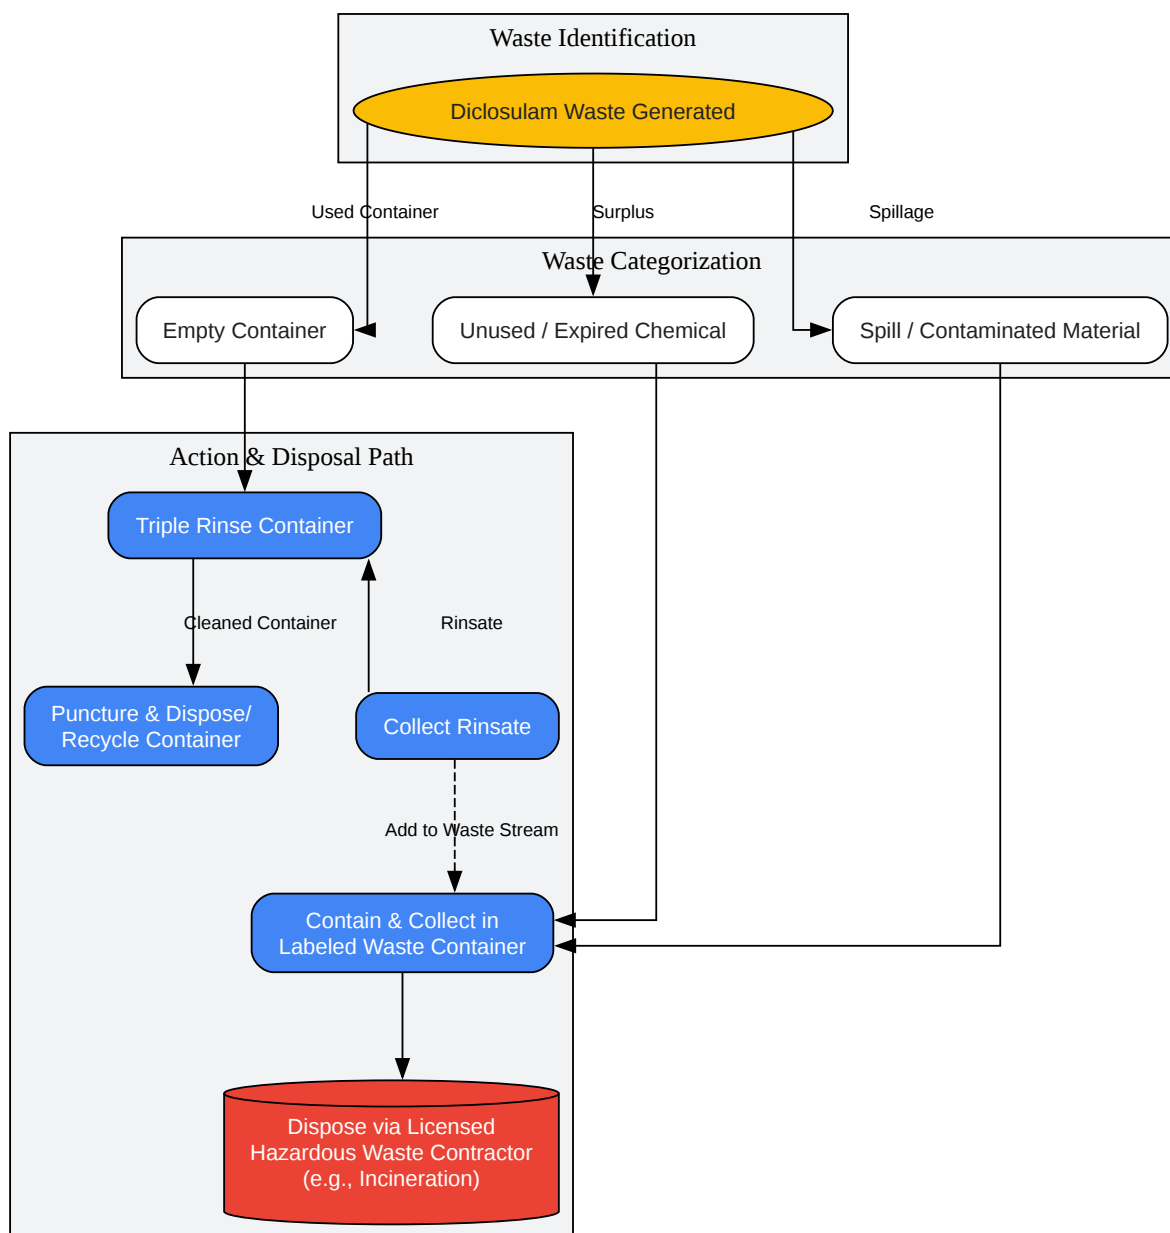 Waste Identification
Diclosulam Waste Generated
Used Container
Surplus
Spillage
Waste Categorization
Empty Container
Unused / Expired Chemical
Spill / Contaminated Material
Action & Disposal Path
Triple Rinse Container
Cleaned Container
Rinsate
Puncture & Dispose/
Recycle Container
Collect Rinsate
Add to Waste Stream
Contain & Collect in
Labeled Waste Container
Dispose via Licensed
Hazardous Waste Contractor
(e.g., Incineration)